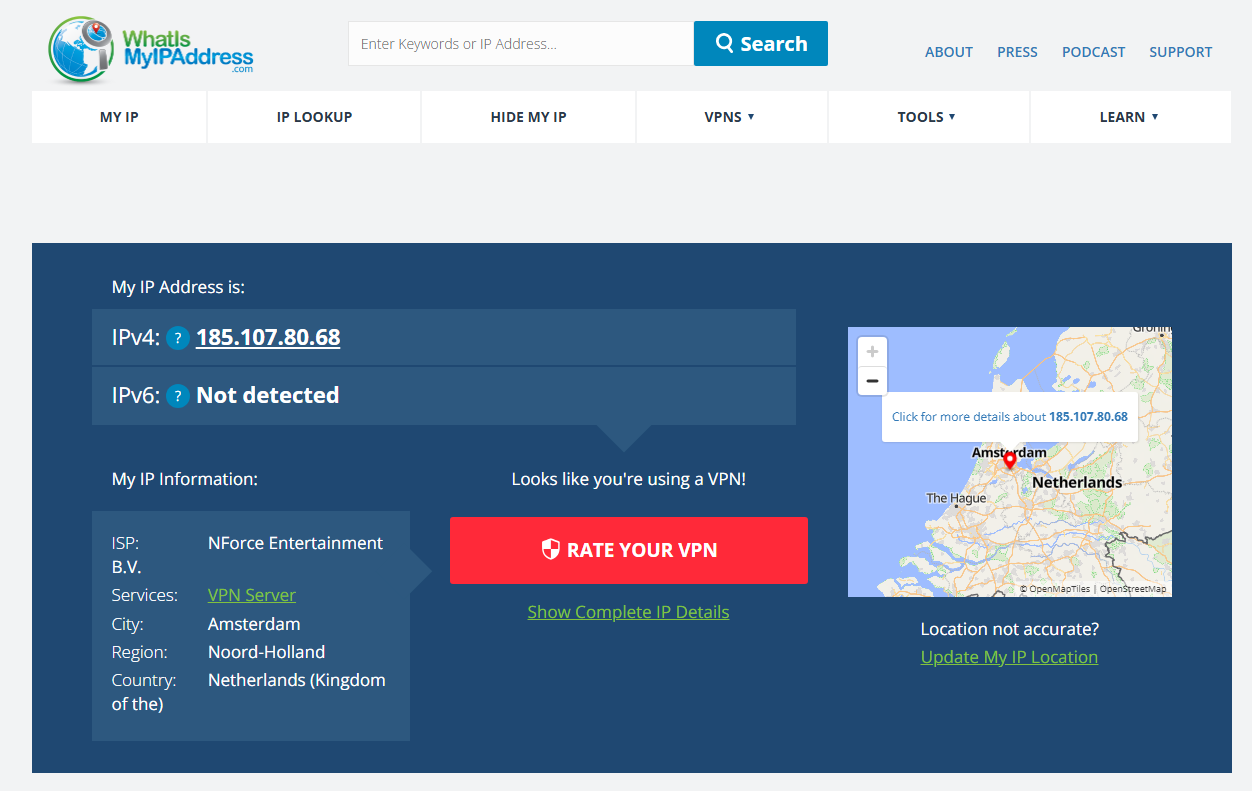 WhatIs
MyIPAddress
.com
Enter Keywords or IP Address...
Search
ABOUT PRESS PODCAST SUPPORT
MY IP IP LOOKUP HIDE MY IP VPNS ▼ TOOLS ▼ LEARN ▼
My IP Address is:
IPv4: ? 185.107.80.68
IPv6: ? Not detected
My IP Information:
ISP: NForce Entertainment
B.V.
Services: VPN Server
City: Amsterdam
Region: Noord-Holland
Country: Netherlands (Kingdom
of the)
Looks like you're using a VPN!
RATE YOUR VPN
Show Complete IP Details
+
−
Click for more details about 185.107.80.68
Amsterdam
Netherlands
The Hague
© OpenMapTiles | OpenStreetMap
Location not accurate?
Update My IP Location